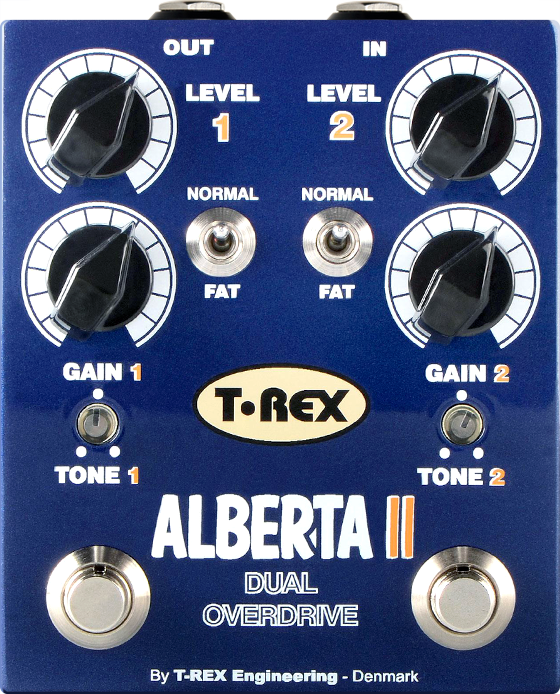 OUT IN
LEVEL 1
LEVEL 2
NORMAL NORMAL
FAT FAT
GAIN 1 GAIN 2
T-REX
TONE 1 TONE 2
ALBERTA II
DUAL
OVERDRIVE
By T-REX Engineering - Denmark